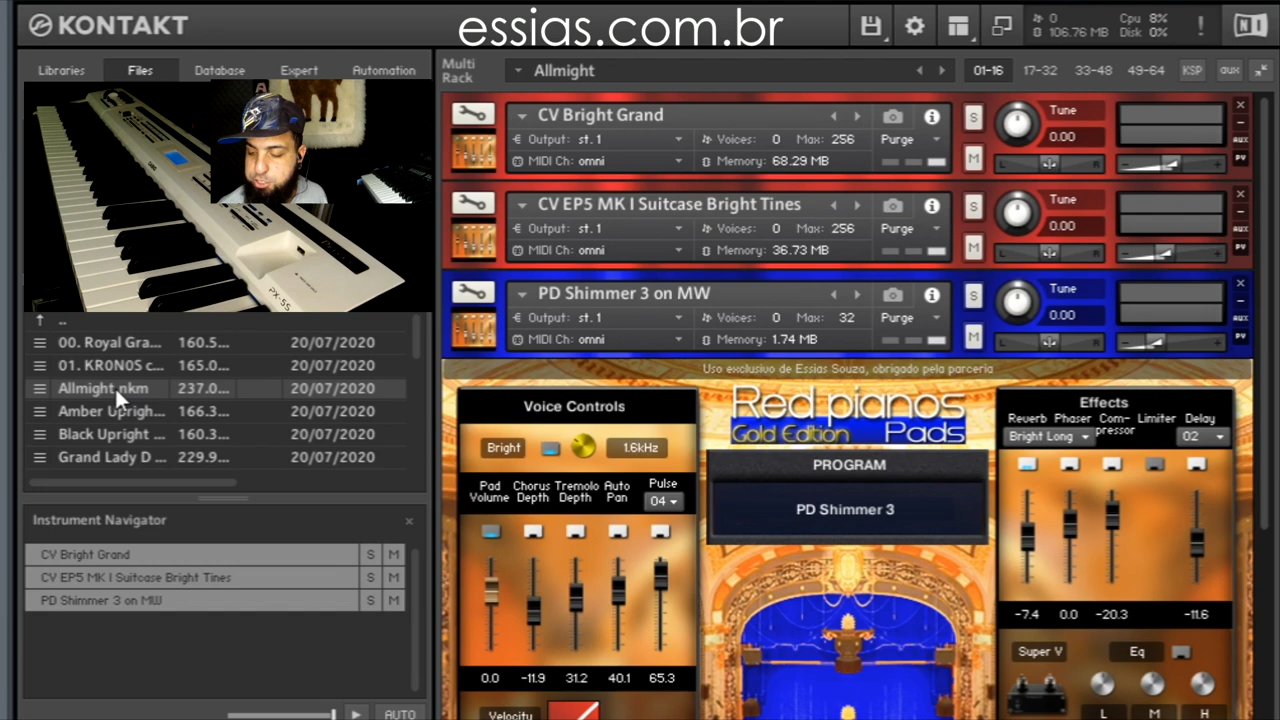 KONTAKT
essias.com.br
0
106.76 MB
Cpu 8%
Disk 0%
!
Libraries
Files
Database
Expert
Automation
Multi
Rack
Allmight
01-16
17-32
33-48
49-64
KSP
aux
CV Bright Grand
Output: st. 1
Voices: 0 Max: 256
Purge
MIDI Ch: omni
Memory: 68.29 MB
S
M
Tune
0.00
L R
AUX
PV
CV EP5 MK I Suitcase Bright Tines
Output: st. 1
Voices: 0 Max: 256
Purge
MIDI Ch: omni
Memory: 36.73 MB
S
M
Tune
0.00
AUX
PV
PD Shimmer 3 on MW
Output: st. 1
Voices: 0 Max: 32
Purge
MIDI Ch: omni
Memory: 1.74 MB
S
M
Tune
0.00
AUX
PV
PX-5S
..
00. Royal Gra... 160.5... 20/07/2020
01. KRONOS c... 165.0... 20/07/2020
Allmight.nkm 237.0... 20/07/2020
Amber Uprigh... 166.3... 20/07/2020
Black Upright ... 160.3... 20/07/2020
Grand Lady D ... 229.9... 20/07/2020
Instrument Navigator
CV Bright Grand S M
CV EP5 MK I Suitcase Bright Tines S M
PD Shimmer 3 on MW S M
AUTO
Uso exclusivo de Essias Souza, obrigado pela parceria
Voice Controls
Bright
1.6kHz
Pad Volume
Chorus Depth
Tremolo Depth
Auto Pan
Pulse
04
0.0 -11.9 31.2 40.1 65.3
Velocity
Red pianos
Gold Edition Pads
PROGRAM
PD Shimmer 3
Effects
Reverb Phaser Com-pressor Limiter Delay
Bright Long
02
-7.4 0.0 -20.3 -11.6
Super V
Eq
L M H